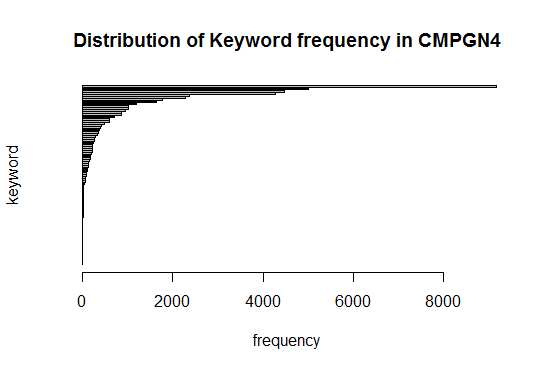 Distribution of Keyword frequency in CMPGN4
keyword
0 2000 4000 6000 8000
frequency